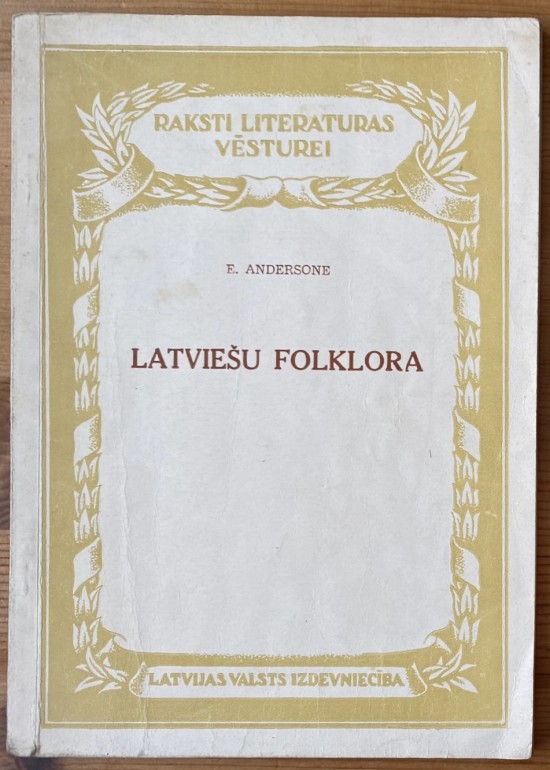 RAKSTI LITERATURAS
VĒSTUREI
E. ANDERSONE
LATVIEŠU FOLKLORA
LATVIJAS VALSTS IZDEVNIECĪBA